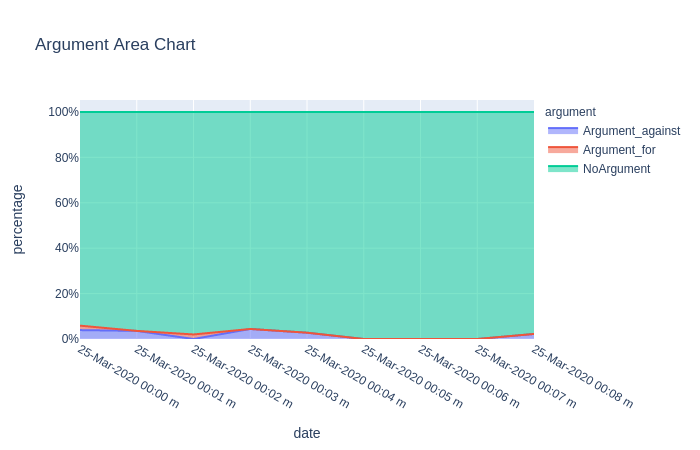 Argument Area Chart
percentage
100%
80%
60%
40%
20%
0%
25-Mar-2020 00:00 m
25-Mar-2020 00:01 m
25-Mar-2020 00:02 m
25-Mar-2020 00:03 m
25-Mar-2020 00:04 m
25-Mar-2020 00:05 m
25-Mar-2020 00:06 m
25-Mar-2020 00:07 m
25-Mar-2020 00:08 m
date
argument
Argument_against
Argument_for
NoArgument